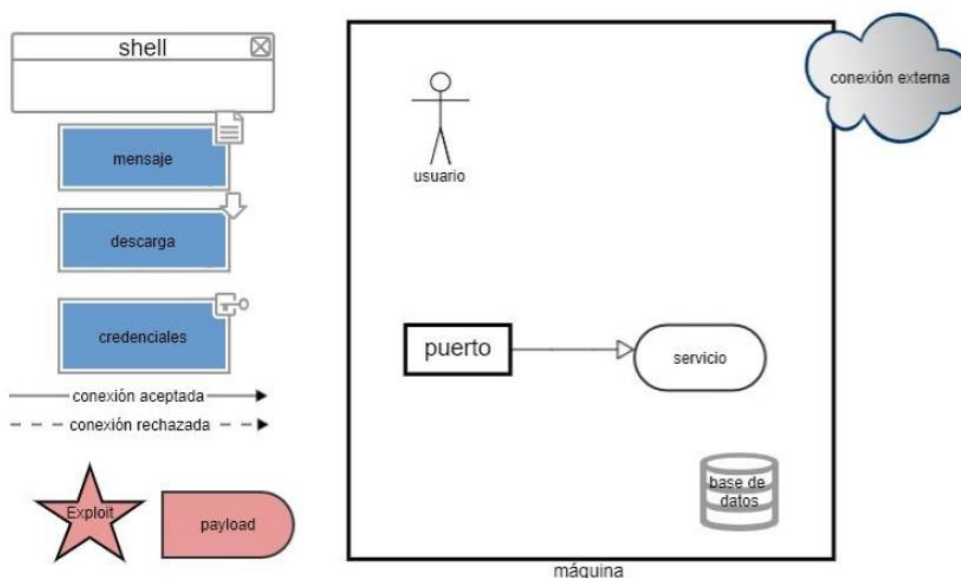 shell
mensaje
descarga
credenciales
conexión aceptada
conexión rechazada
Exploit
payload
conexión externa
usuario
puerto
servicio
base de
datos
máquina